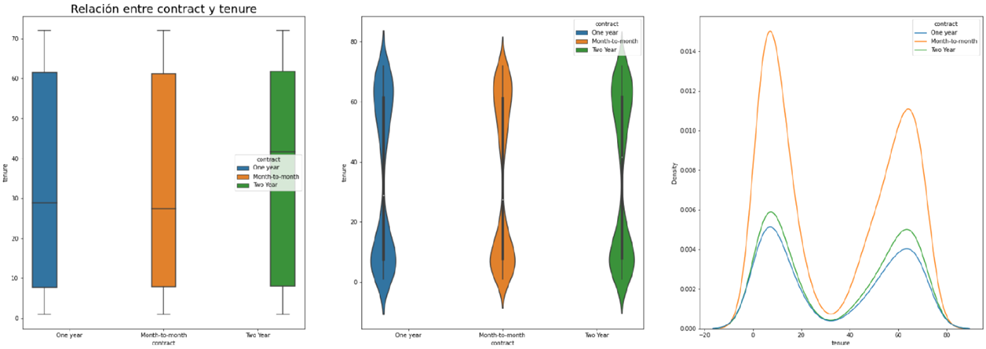 Relación entre contract y tenure
tenure
70
60
50
40
30
20
10
0
One year
Month-to-month
Two Year
contract
contract
One year
Month-to-month
Two Year
tenure
80
60
40
20
0
One year
Month-to-month
Two Year
contract
contract
One year
Month-to-month
Two Year
Density
0.014
0.012
0.010
0.008
0.006
0.004
0.002
0.000
−20
0
20
40
60
80
tenure
contract
One year
Month-to-month
Two Year